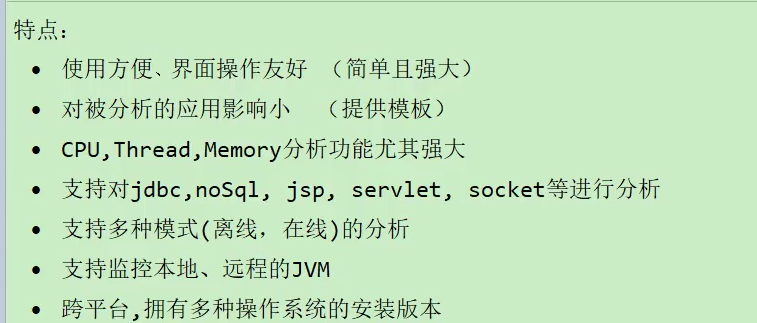 特点:
• 使用方便、界面操作友好 （简单且强大）
• 对被分析的应用影响小 （提供模板）
• CPU,Thread,Memory分析功能尤其强大
• 支持对jdbc,noSql, jsp, servlet, socket等进行分析
• 支持多种模式(离线，在线)的分析
• 支持监控本地、远程的JVM
• 跨平台,拥有多种操作系统的安装版本